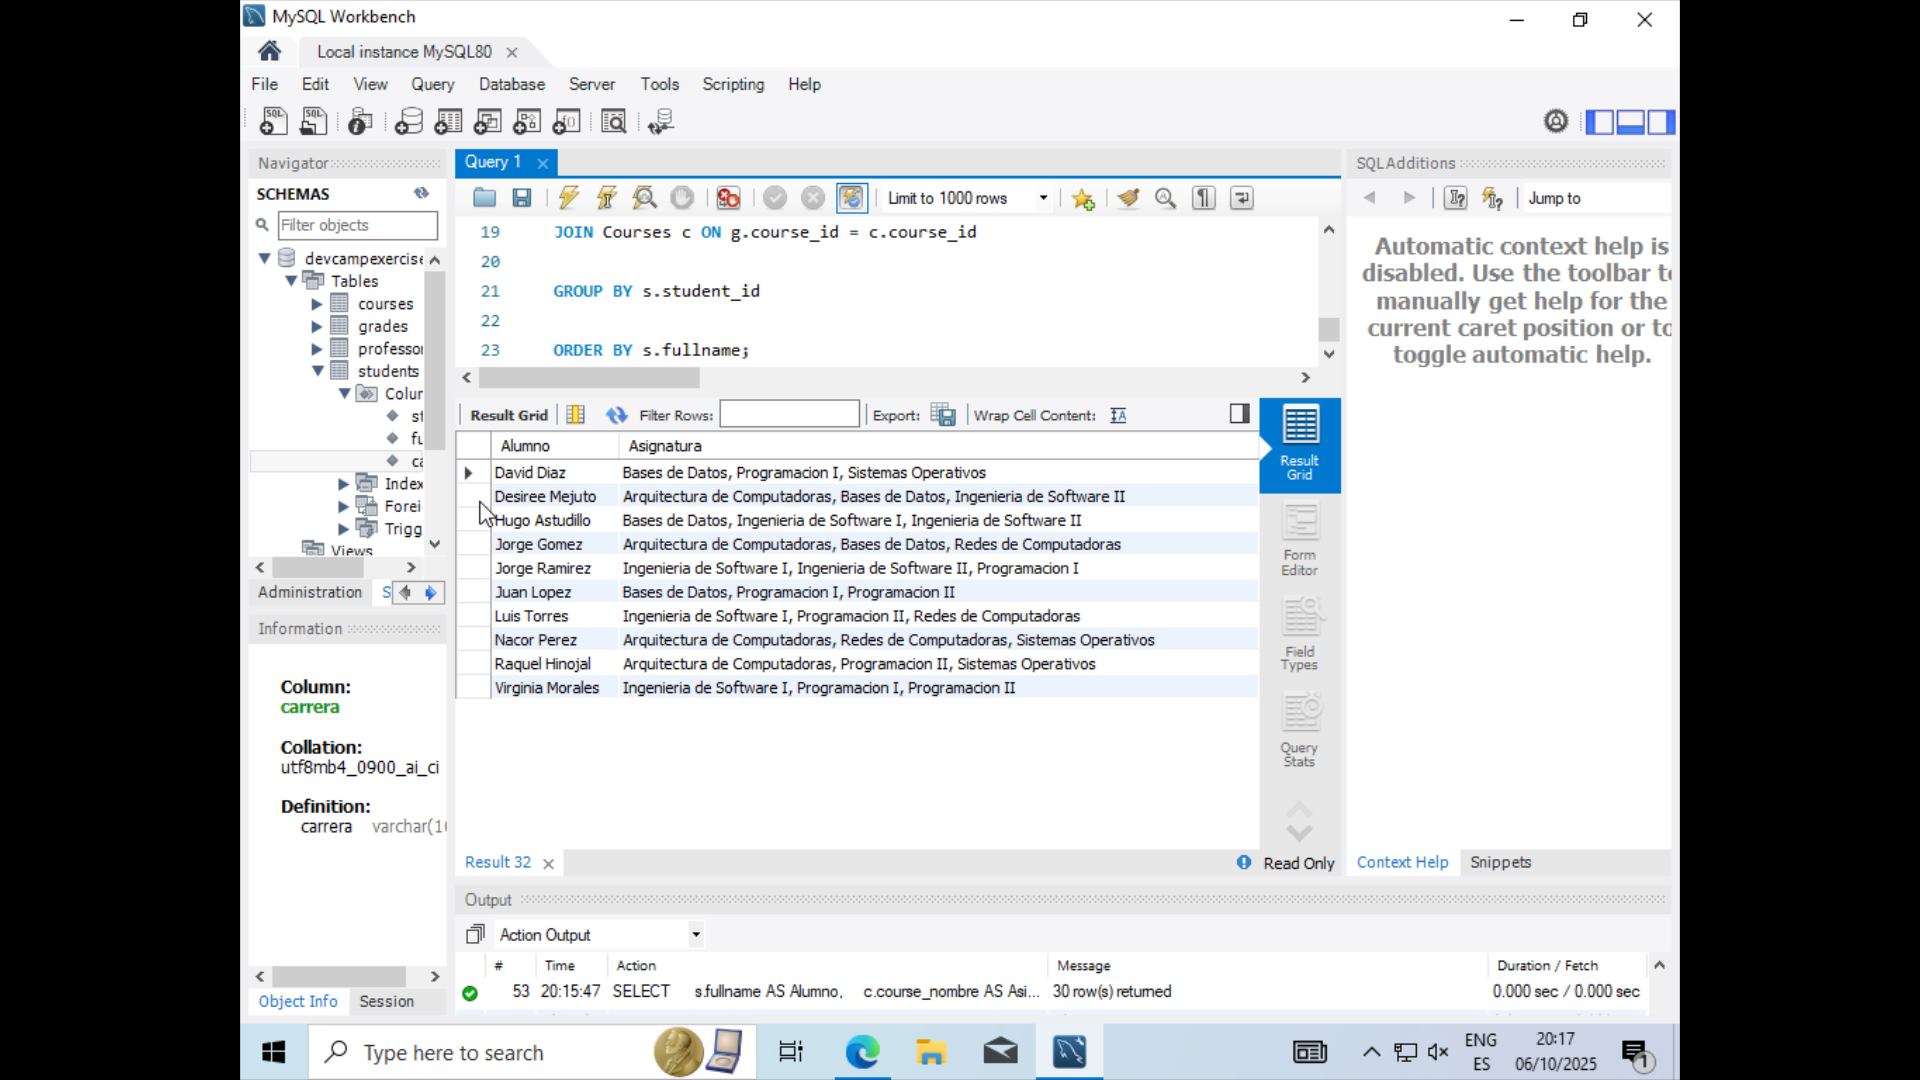 MySQL Workbench
Local instance MySQL80
File Edit View Query Database Server Tools Scripting Help
Navigator
SCHEMAS
Filter objects
devcampexercise
Tables
courses
grades
professor
students
Colur
st
fu
ca
Index
Forei
Trigg
Views
Administration S
Information
Column:
carrera
Collation:
utf8mb4_0900_ai_ci
Definition:
carrera varchar(10
Object Info Session
Query 1
Limit to 1000 rows
19 JOIN Courses c ON g.course_id = c.course_id
20
21 GROUP BY s.student_id
22
23 ORDER BY s.fullname;
Result Grid Filter Rows: Export: Wrap Cell Content:
Alumno Asignatura
David Diaz Bases de Datos, Programacion I, Sistemas Operativos
Desiree Mejuto Arquitectura de Computadoras, Bases de Datos, Ingenieria de Software II
Hugo Astudillo Bases de Datos, Ingenieria de Software I, Ingenieria de Software II
Jorge Gomez Arquitectura de Computadoras, Bases de Datos, Redes de Computadoras
Jorge Ramirez Ingenieria de Software I, Ingenieria de Software II, Programacion I
Juan Lopez Bases de Datos, Programacion I, Programacion II
Luis Torres Ingenieria de Software I, Programacion II, Redes de Computadoras
Nacor Perez Arquitectura de Computadoras, Redes de Computadoras, Sistemas Operativos
Raquel Hinojal Arquitectura de Computadoras, Programacion II, Sistemas Operativos
Virginia Morales Ingenieria de Software I, Programacion I, Programacion II
Result
Grid
Form
Editor
Field
Types
Query
Stats
Result 32
Read Only
SQLAdditions
Jump to
Automatic context help is
disabled. Use the toolbar to
manually get help for the
current caret position or to
toggle automatic help.
Context Help Snippets
Output
Action Output
# Time Action Message Duration / Fetch
53 20:15:47 SELECT s.fullname AS Alumno, c.course_nombre AS Asi... 30 row(s) returned 0.000 sec / 0.000 sec
Type here to search
ENG
ES
20:17
06/10/2025
1